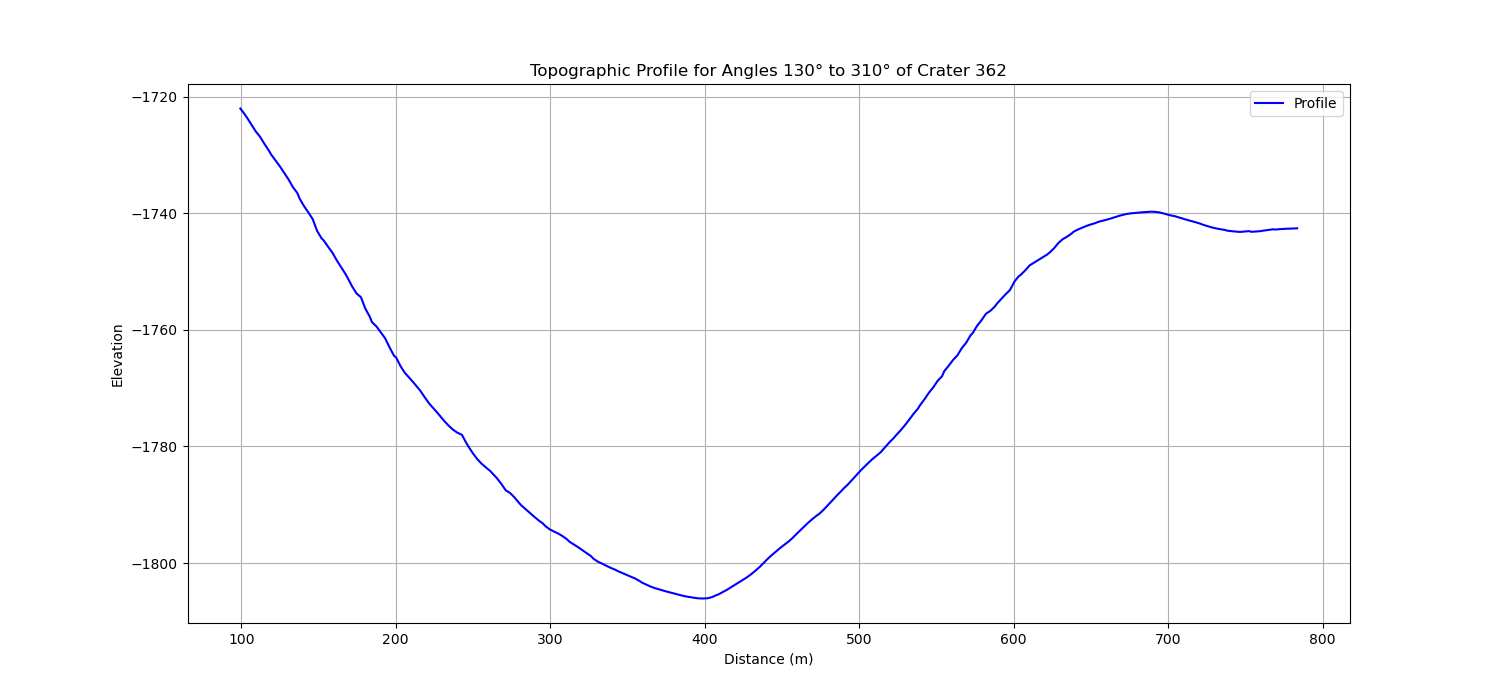 Topographic Profile for Angles 130° to 310° of Crater 362
Profile
−1720
−1740
−1760
−1780
−1800
Elevation
100 200 300 400 500 600 700 800
Distance (m)